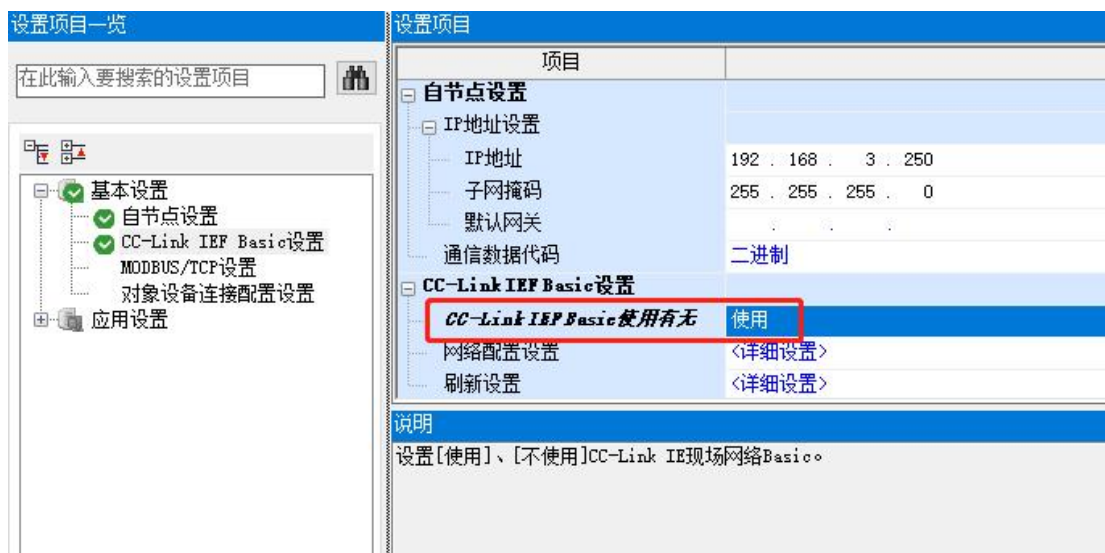 设置项目一览
在此输入要搜索的设置项目
基本设置
自节点设置
CC-Link IEF Basic设置
MODBUS/TCP设置
对象设备连接配置设置
应用设置
设置项目
项目
自节点设置
IP地址设置
IP地址 192 . 168 . 3 . 250
子网掩码 255 . 255 . 255 . 0
默认网关 . . .
通信数据代码 二进制
CC-Link IEF Basic设置
CC-Link IEF Basic使用有无 使用
网络配置设置 <详细设置>
刷新设置 <详细设置>
说明
设置[使用]、[不使用]CC-Link IE现场网络Basic。